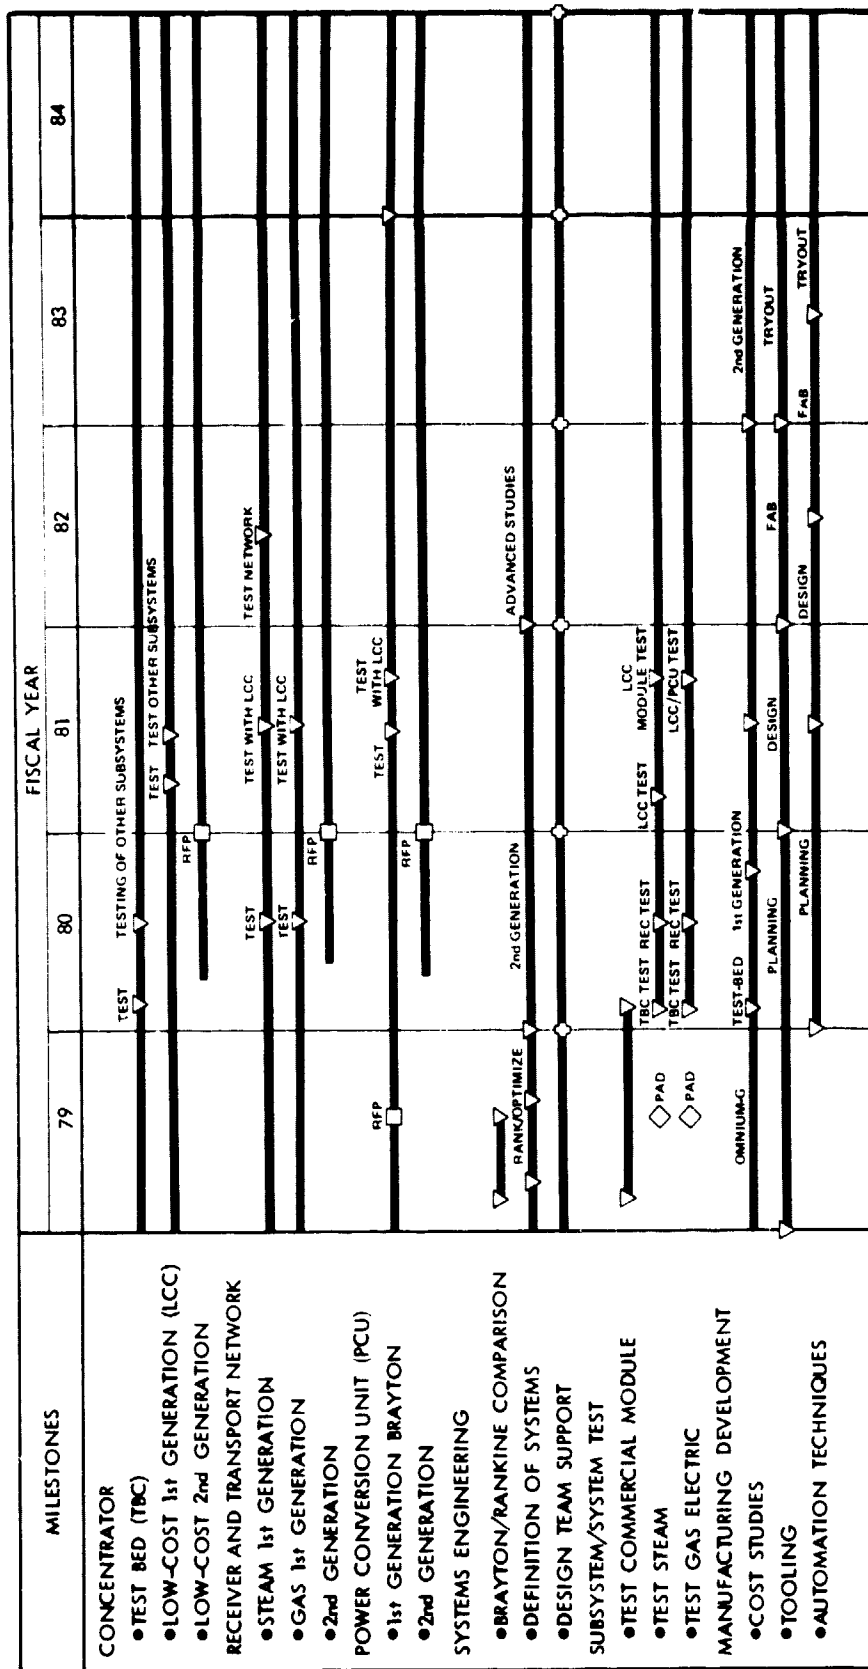 MILESTONES
FISCAL YEAR
79 80 81 82 83 84
CONCENTRATOR
•TEST BED (TBC)
TEST TESTING OF OTHER SUBSYSTEMS
•LOW-COST 1st GENERATION (LCC)
TEST TEST OTHER SUBSYSTEMS
•LOW-COST 2nd GENERATION
RFP
RECEIVER AND TRANSPORT NETWORK
•STEAM 1st GENERATION
TEST TEST WITH LCC TEST NETWORK
•GAS 1st GENERATION
TEST TEST WITH LCC
•2nd GENERATION
RFP
POWER CONVERSION UNIT (PCU)
•1st GENERATION BRAYTON
RFP TEST TEST WITH LCC
•2nd GENERATION
RFP
SYSTEMS ENGINEERING
•BRAYTON/RANKINE COMPARISON
•DEFINITION OF SYSTEMS
RANK/OPTIMIZE 2nd GENERATION ADVANCED STUDIES
•DESIGN TEAM SUPPORT
SUBSYSTEM/SYSTEM TEST
•TEST COMMERCIAL MODULE
•TEST STEAM
PAD TBC TEST REC TEST LCC TEST LCC MODULE TEST
•TEST GAS ELECTRIC
PAD TBC TEST REC TEST LCC/PCU TEST
MANUFACTURING DEVELOPMENT
•COST STUDIES
OMNIUM-G TEST-BED 1st GENERATION 2nd GENERATION
•TOOLING
PLANNING DESIGN FAB TRYOUT
•AUTOMATION TECHNIQUES
PLANNING DESIGN FAB TRYOUT